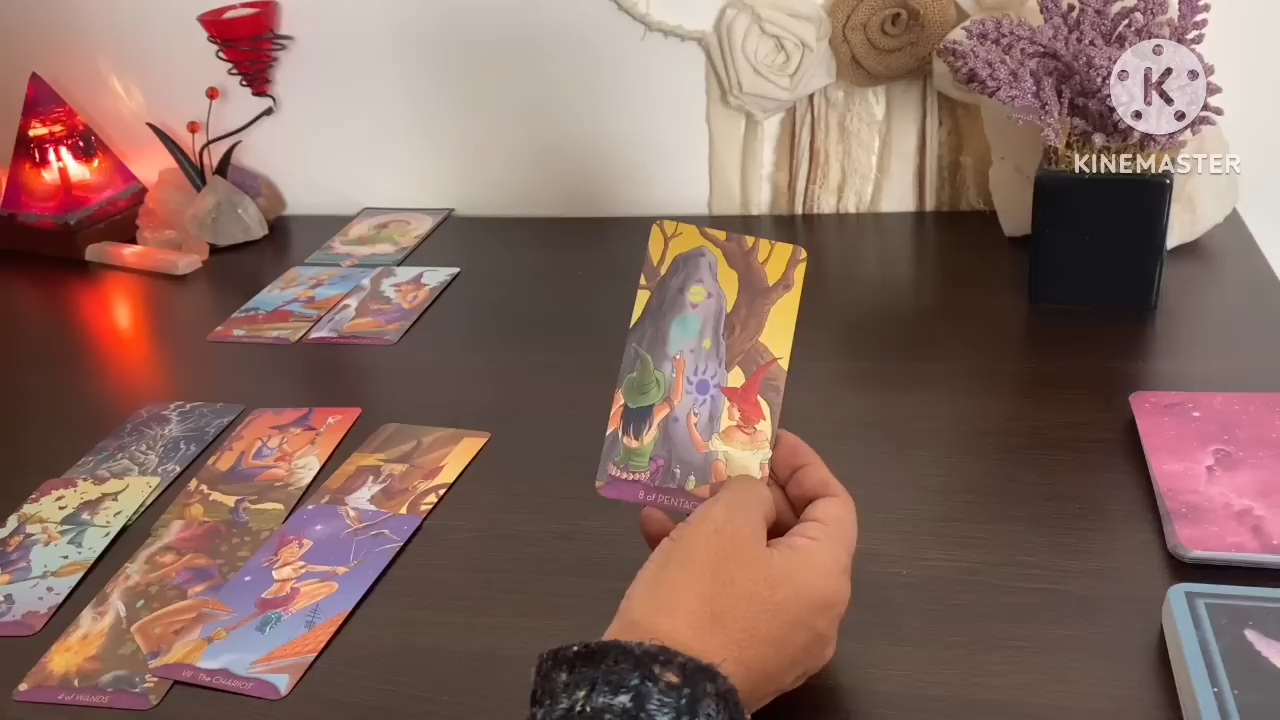 K
KINEMASTER
8 of PENTAC
VII The CHARIOT
4 of WANDS